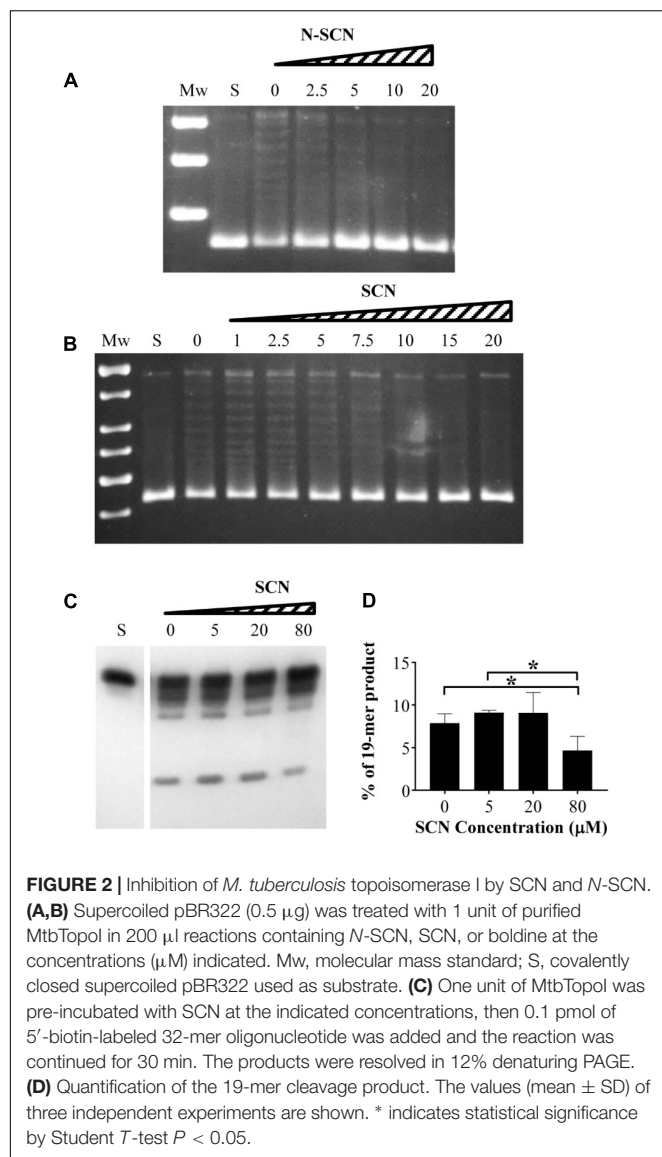 N-SCN
A
Mw S 0 2.5 5 10 20
SCN
B
Mw S 0 1 2.5 5 7.5 10 15 20
C
SCN
S 0 5 20 80
D
% of 19-mer product
15
10
5
0
* *
0 5 20 80
SCN Concentration (μM)
FIGURE 2 | Inhibition of M. tuberculosis topoisomerase I by SCN and N-SCN.
(A,B) Supercoiled pBR322 (0.5 μg) was treated with 1 unit of purified
MtbTopoI in 200 μl reactions containing N-SCN, SCN, or boldine at the
concentrations (μM) indicated. Mw, molecular mass standard; S, covalently
closed supercoiled pBR322 used as substrate. (C) One unit of MtbTopoI was
pre-incubated with SCN at the indicated concentrations, then 0.1 pmol of
5′-biotin-labeled 32-mer oligonucleotide was added and the reaction was
continued for 30 min. The products were resolved in 12% denaturing PAGE.
(D) Quantification of the 19-mer cleavage product. The values (mean ± SD) of
three independent experiments are shown. * indicates statistical significance
by Student T-test P < 0.05.